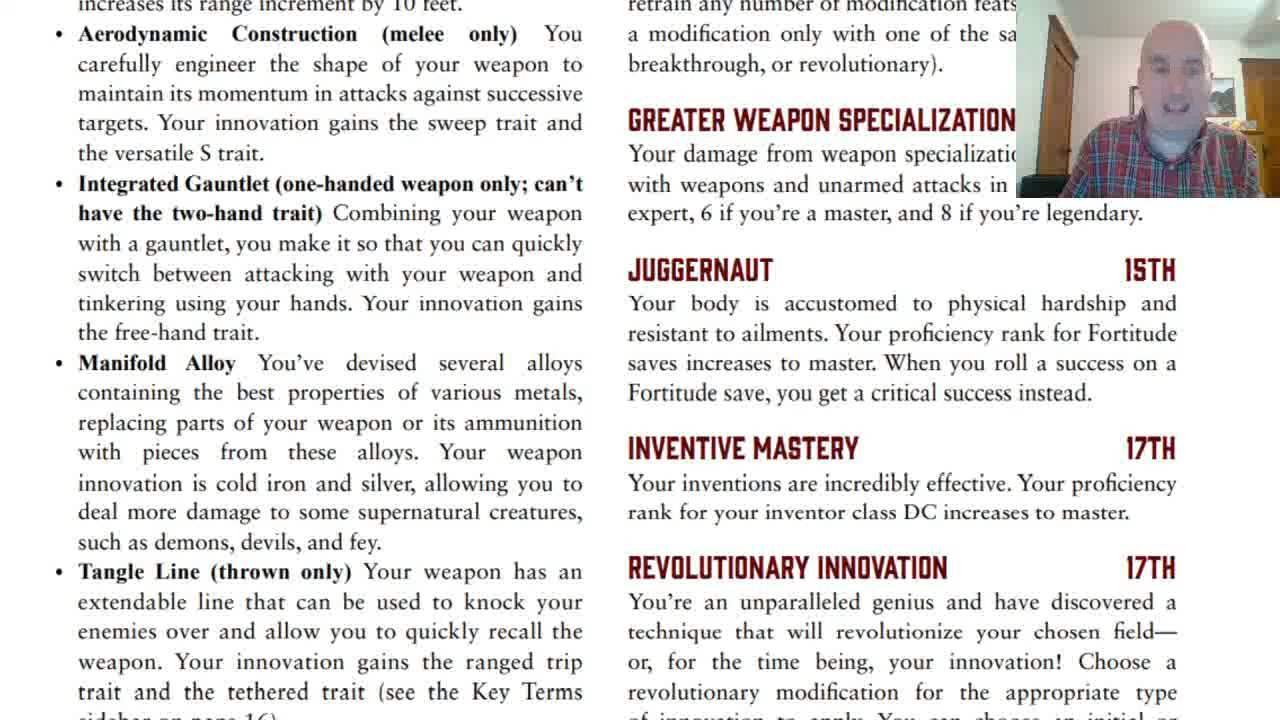 increases its range increment by 10 feet.
• Aerodynamic Construction (melee only) You
carefully engineer the shape of your weapon to
maintain its momentum in attacks against successive
targets. Your innovation gains the sweep trait and
the versatile S trait.
• Integrated Gauntlet (one-handed weapon only; can't
have the two-hand trait) Combining your weapon
with a gauntlet, you make it so that you can quickly
switch between attacking with your weapon and
tinkering using your hands. Your innovation gains
the free-hand trait.
• Manifold Alloy You've devised several alloys
containing the best properties of various metals,
replacing parts of your weapon or its ammunition
with pieces from these alloys. Your weapon
innovation is cold iron and silver, allowing you to
deal more damage to some supernatural creatures,
such as demons, devils, and fey.
• Tangle Line (thrown only) Your weapon has an
extendable line that can be used to knock your
enemies over and allow you to quickly recall the
weapon. Your innovation gains the ranged trip
trait and the tethered trait (see the Key Terms
sidebar on page 16)
retrain any number of modification feats
a modification only with one of the sa
breakthrough, or revolutionary).
GREATER WEAPON SPECIALIZATION
Your damage from weapon specializatio
with weapons and unarmed attacks in
expert, 6 if you're a master, and 8 if you're legendary.
JUGGERNAUT 15TH
Your body is accustomed to physical hardship and
resistant to ailments. Your proficiency rank for Fortitude
saves increases to master. When you roll a success on a
Fortitude save, you get a critical success instead.
INVENTIVE MASTERY 17TH
Your inventions are incredibly effective. Your proficiency
rank for your inventor class DC increases to master.
REVOLUTIONARY INNOVATION 17TH
You're an unparalleled genius and have discovered a
technique that will revolutionize your chosen field—
or, for the time being, your innovation! Choose a
revolutionary modification for the appropriate type
of innovation to apply. You can choose an initial or